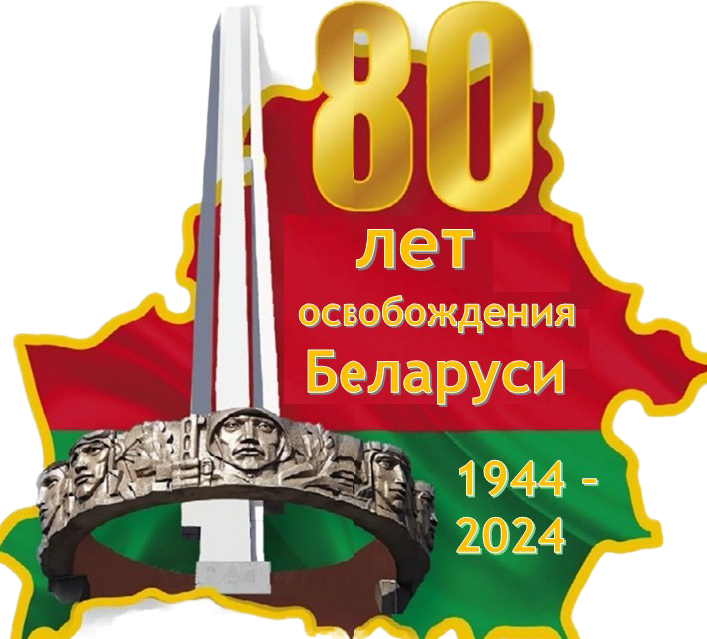 80
лет
освобождения
Беларуси
1944 -
2024